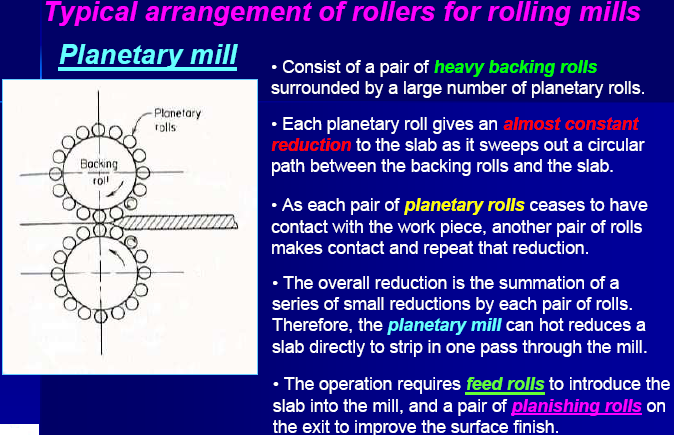 Typical arrangement of rollers for rolling mills
Planetary mill
Planetary
rolls
Backing
roll
• Consist of a pair of heavy backing rolls
surrounded by a large number of planetary rolls.
• Each planetary roll gives an almost constant
reduction to the slab as it sweeps out a circular
path between the backing rolls and the slab.
• As each pair of planetary rolls ceases to have
contact with the work piece, another pair of rolls
makes contact and repeat that reduction.
• The overall reduction is the summation of a
series of small reductions by each pair of rolls.
Therefore, the planetary mill can hot reduces a
slab directly to strip in one pass through the mill.
• The operation requires feed rolls to introduce the
slab into the mill, and a pair of planishing rolls on
the exit to improve the surface finish.